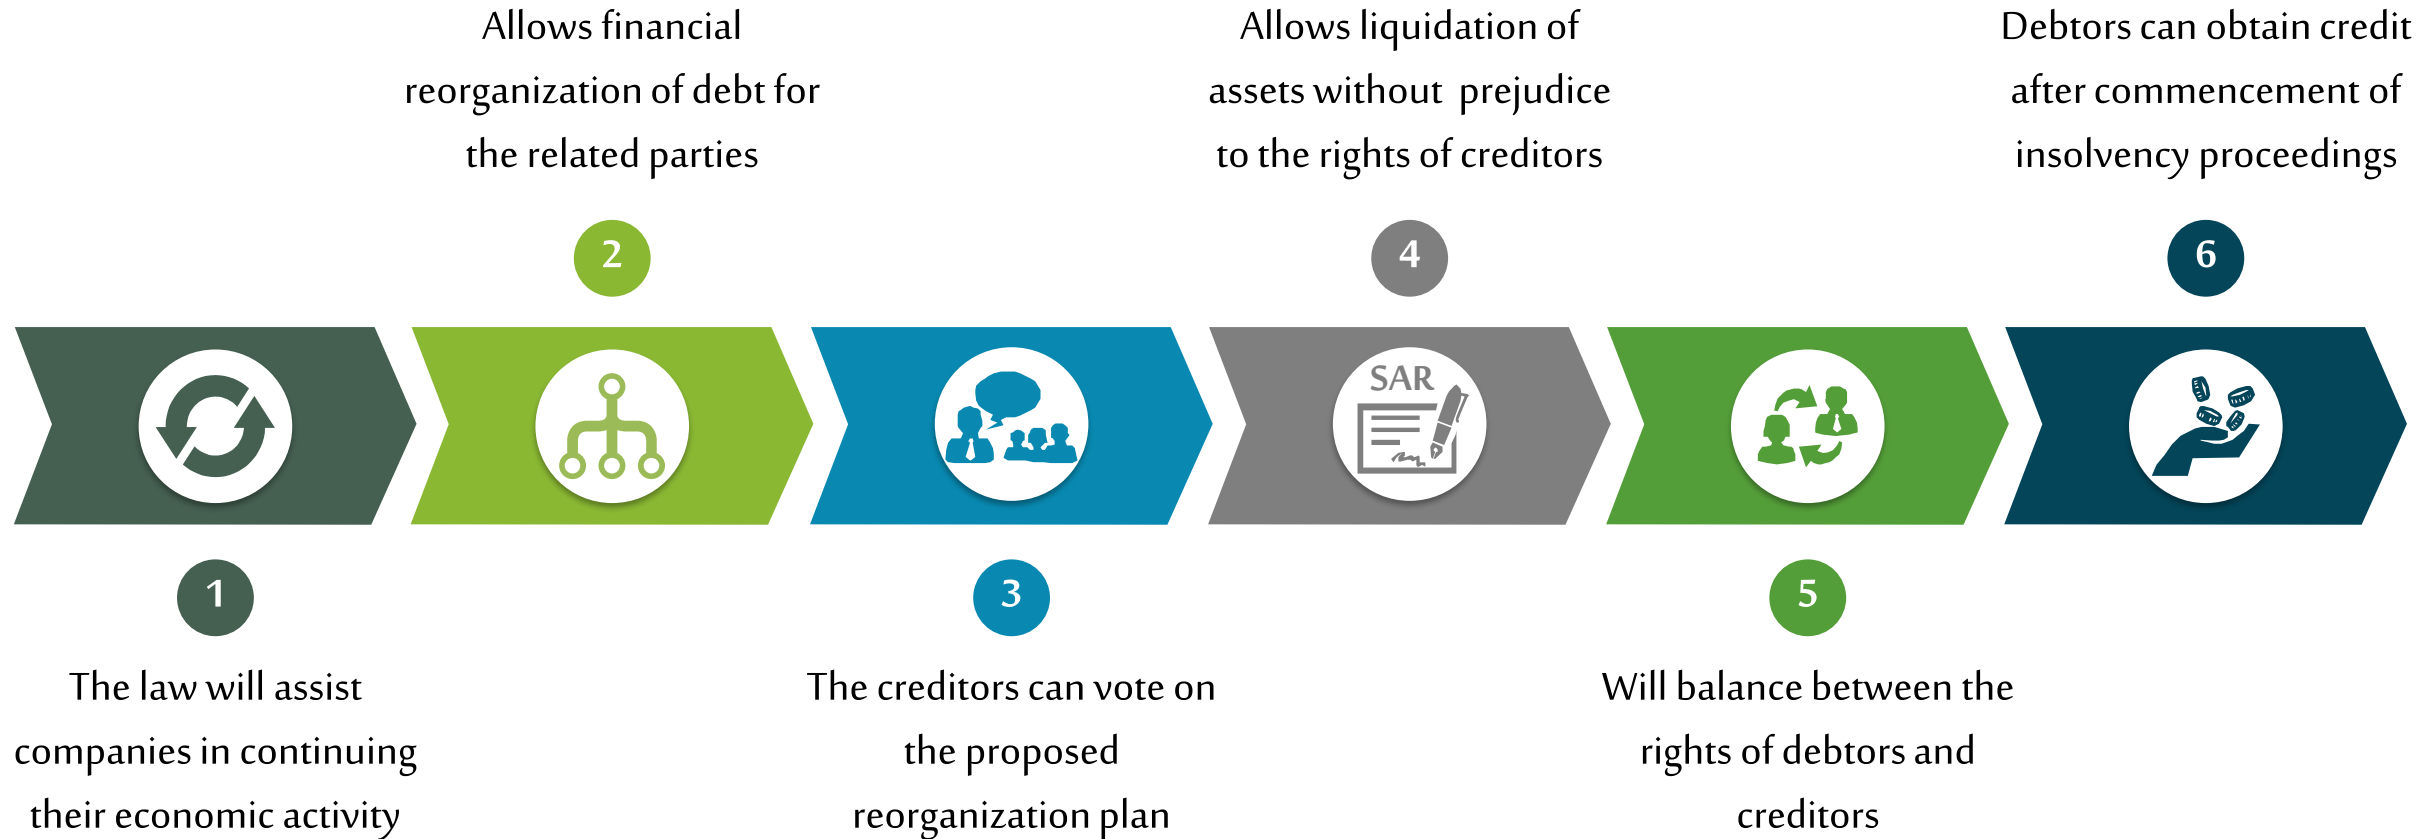 Allows financial
reorganization of debt for
the related parties
Allows liquidation of
assets without prejudice
to the rights of creditors
Debtors can obtain credit
after commencement of
insolvency proceedings
2
4
6
SAR
1
3
5
The law will assist
companies in continuing
their economic activity
The creditors can vote on
the proposed
reorganization plan
Will balance between the
rights of debtors and
creditors